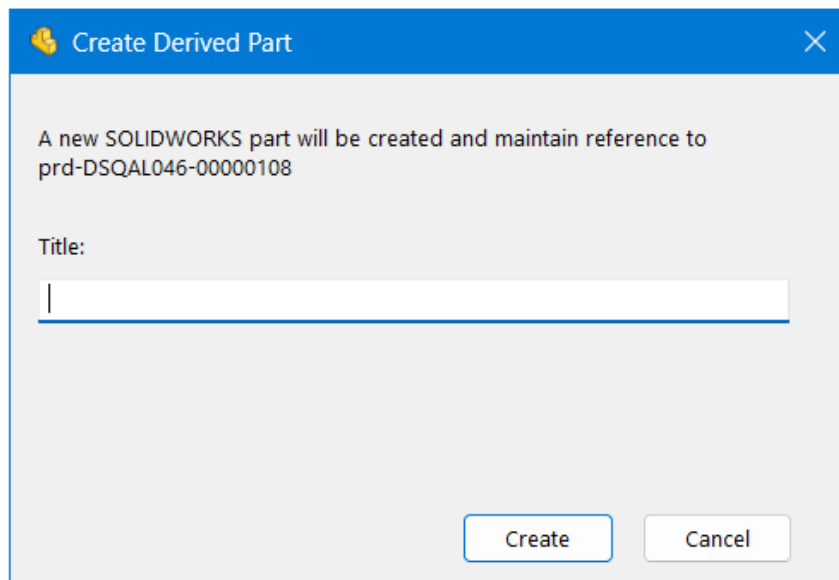 Create Derived Part
A new SOLIDWORKS part will be created and maintain reference to
prd-DSQAL046-00000108
Title:
Create
Cancel